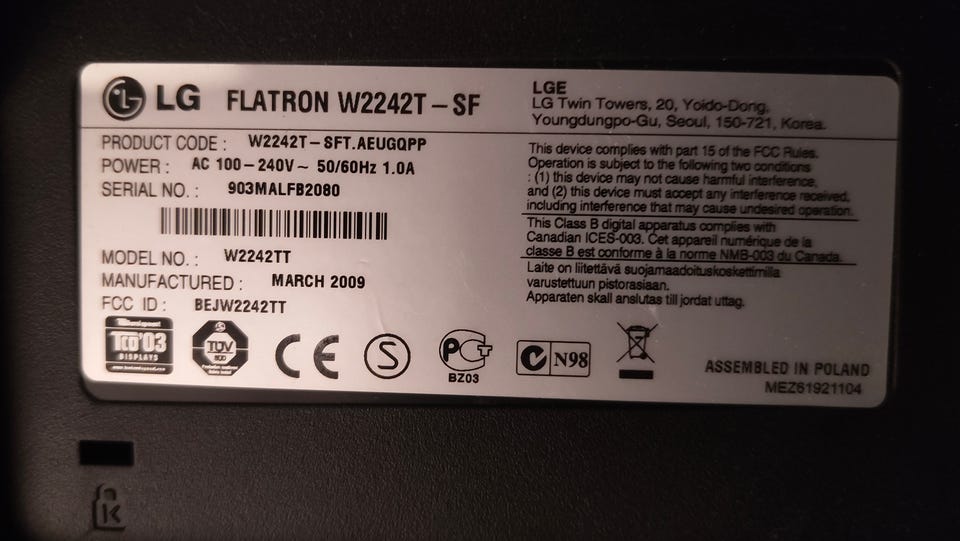 LG FLATRON W2242T-SF
PRODUCT CODE : W2242T-SFT.AEUGQPP
POWER : AC 100-240V~ 50/60Hz 1.0A
SERIAL NO. : 903MALFB2080
MODEL NO. : W2242TT
MANUFACTURED : MARCH 2009
FCC ID : BEJW2242TT
LGE
LG Twin Towers, 20, Yoido-Dong,
Youngdungpo-Gu, Seoul, 150-721, Korea.
This device complies with part 15 of the FCC Rules.
Operation is subject to the following two conditions
: (1) this device may not cause harmful interference,
and (2) this device must accept any interference received,
including interference that may cause undesired operation.
This Class B digital apparatus complies with
Canadian ICES-003. Cet appareil numérique de la
classe B est conforme à la norme NMB-003 du Canada.
Laite on liitettävä suojamaadoituskoskettimilla
varustettuun pistorasiaan.
Apparaten skall anslutas till jordat uttag.
TCO'03
DISPLAYS
TÜV
CE
S
PCT
BZ03
N98
ASSEMBLED IN POLAND
MEZ61921104
K